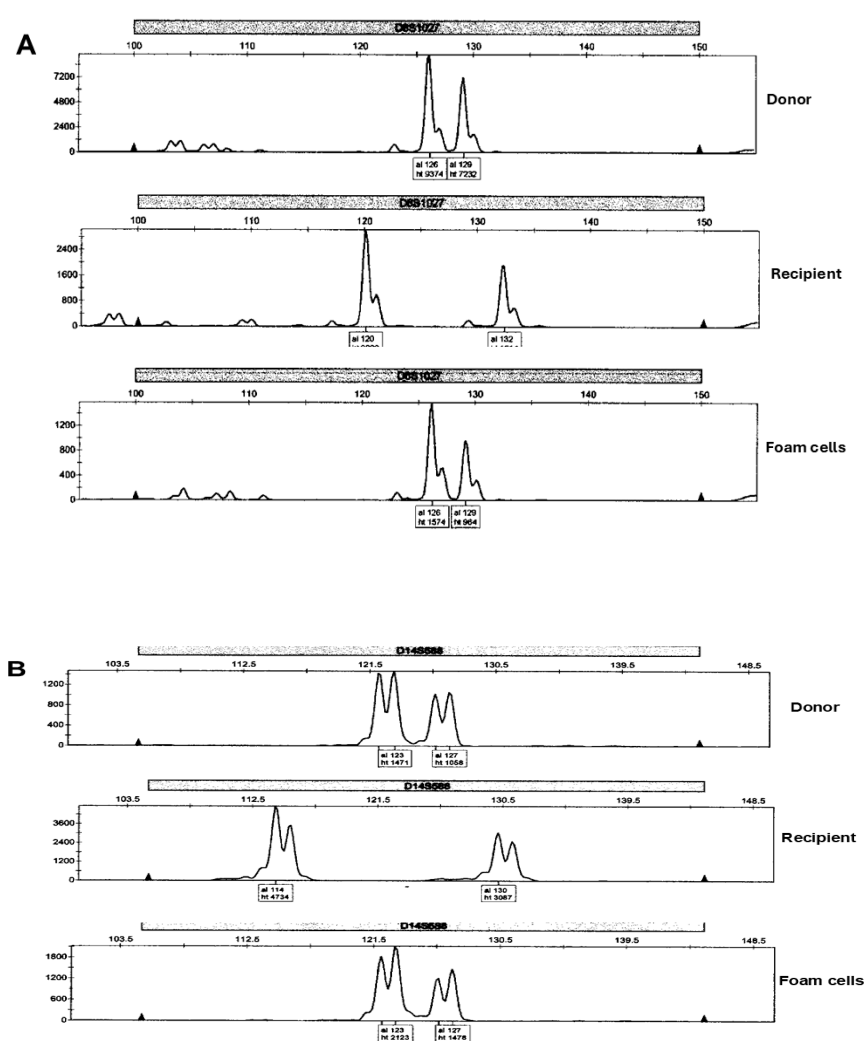 A
D6S1027
100 110 120 130 140 150
7200
4800
2400
0
Donor
al 126
ht 9374
al 129
ht 7232
D6S1027
100 110 120 130 140 150
2400
1600
800
0
Recipient
al 120
al 132
D6S1027
100 110 120 130 140 150
1200
800
400
0
Foam cells
al 126
ht 1574
al 129
ht 964
B
103.5 112.5 121.5 130.5 139.5 148.5
1200
800
400
0
Donor
al 123
ht 1471
al 127
ht 1058
103.5 112.5 121.5 130.5 139.5 148.5
3600
2400
1200
0
Recipient
al 114
ht 4734
al 130
ht 3087
103.5 112.5 121.5 130.5 139.5 148.5
1800
1200
600
0
Foam cells
al 123
ht 2123
al 127
ht 1478